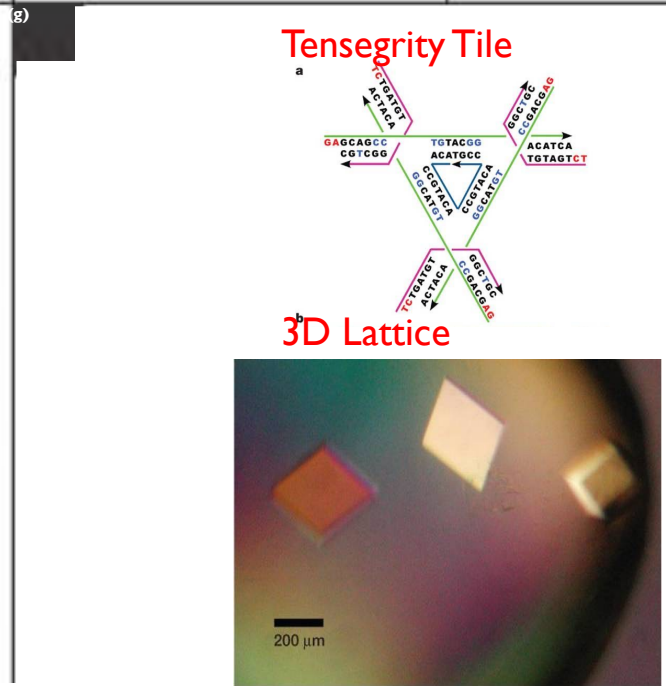 (g)
Tensegrity Tile
a
TCTGATGT
ACTACA
GGCTGC
CCGACGAG
GAGCAGCC
CGTCGG
TGTACGG
ACATGCC
ACATCA
TGTAGTCT
CCGTACA
GGCATGT
CCGTACA
GGCATGT
TCTGATGT
ACTACA
GGCTGC
CCGACGAG
b
3D Lattice
200 µm